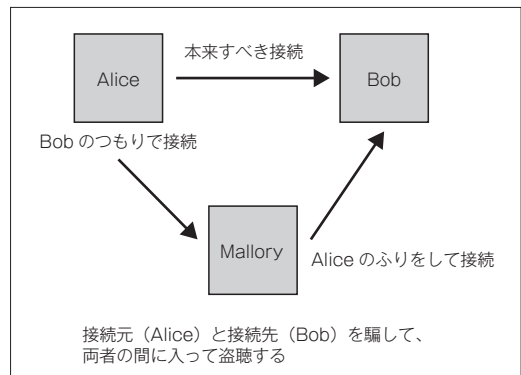 本来すべき接続
Alice
Bob
Bob のつもりで接続
Mallory
Alice のふりをして接続
接続元（Alice）と接続先（Bob）を騙して、
両者の間に入って盗聴する